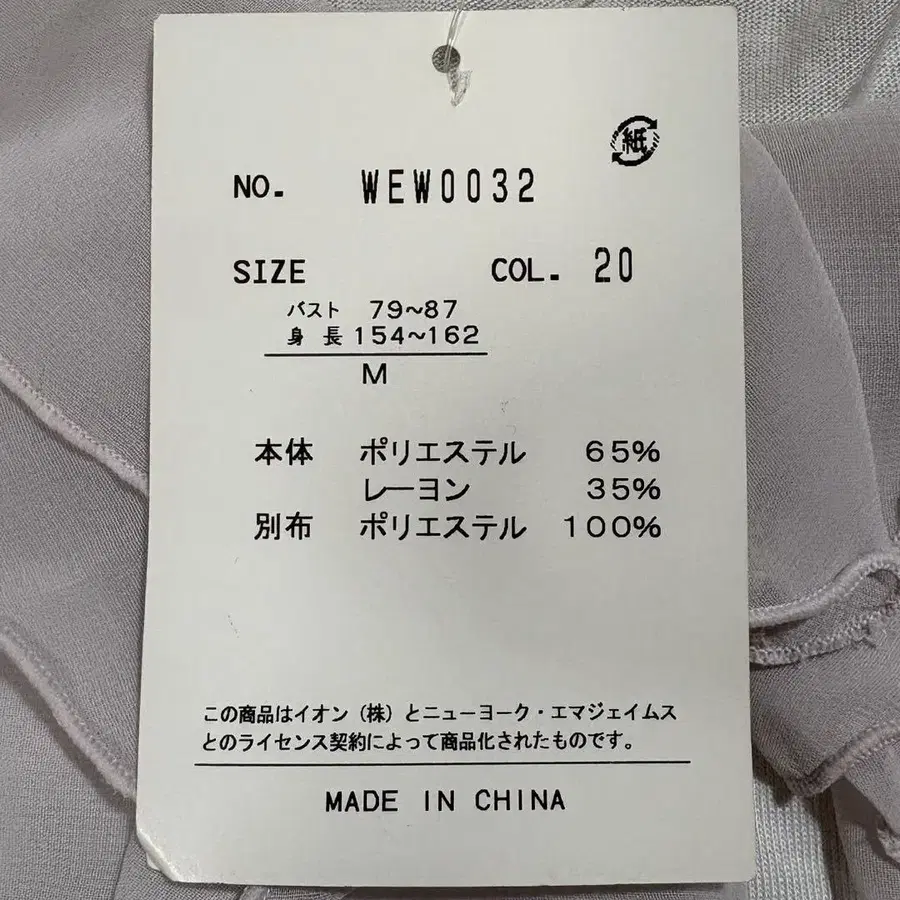 紙
NO. WEW0032
SIZE COL. 20
バスト 79~87
身長 154~162
M
本体 ポリエステル 65%
レーヨン 35%
別布 ポリエステル 100%
この商品はイオン(株)とニューヨーク・エマジェイムス
とのライセンス契約によって商品化されたものです。
MADE IN CHINA